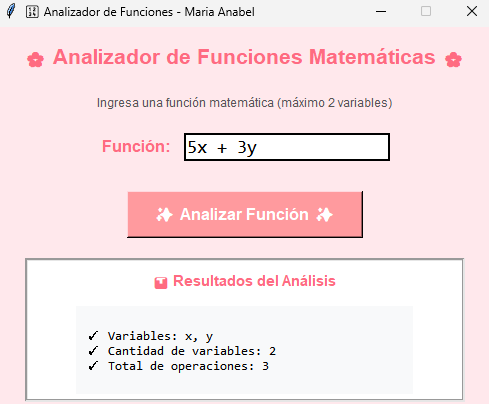 Analizador de Funciones - Maria Anabel
Analizador de Funciones Matemáticas
Ingresa una función matemática (máximo 2 variables)
Función: 5x + 3y
Analizar Función
Resultados del Análisis
✓ Variables: x, y
✓ Cantidad de variables: 2
✓ Total de operaciones: 3